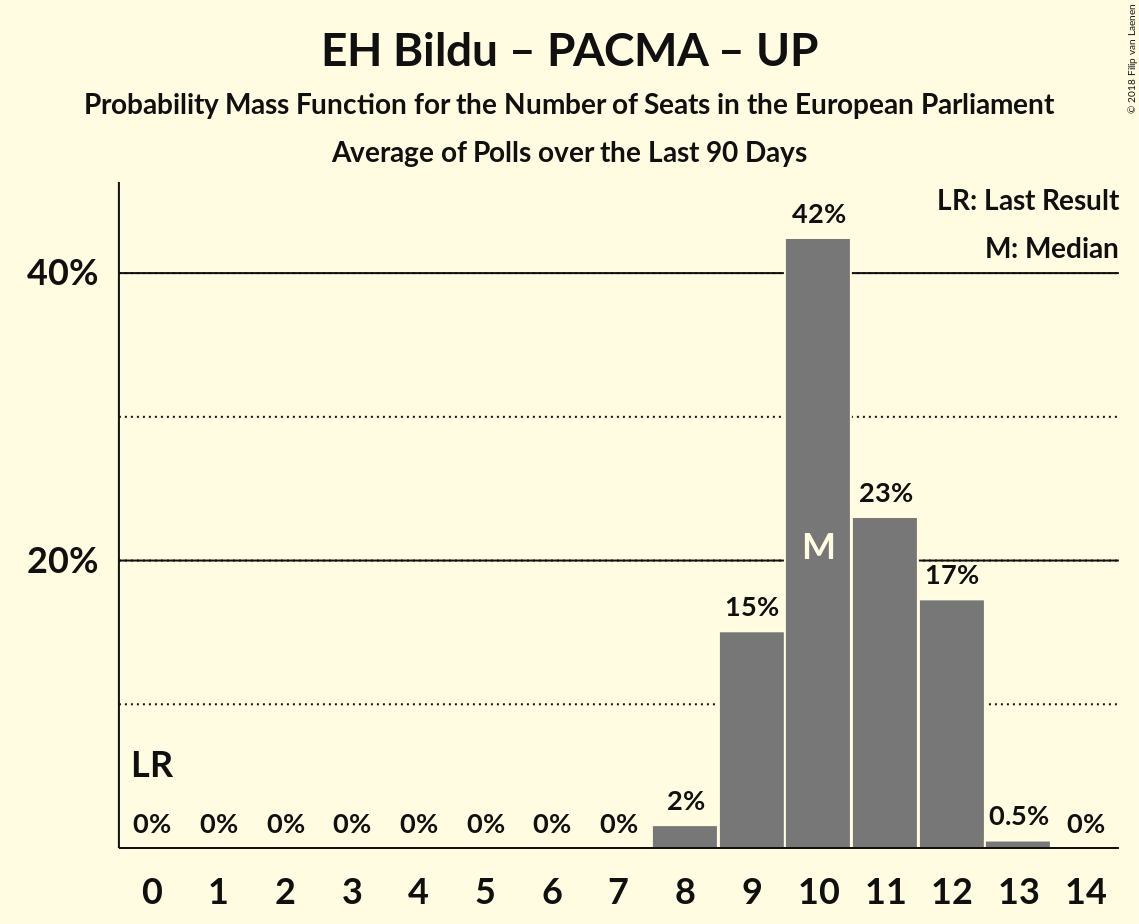 EH Bildu – PACMA – UP
Probability Mass Function for the Number of Seats in the European Parliament
Average of Polls over the Last 90 Days
© 2018 Filip van Laenen
LR: Last Result
M: Median
42%
40%
23%
M
20%
17%
15%
LR
2%
0% 0% 0% 0% 0% 0% 0% 0% 0.5% 0%
0 1 2 3 4 5 6 7 8 9 10 11 12 13 14